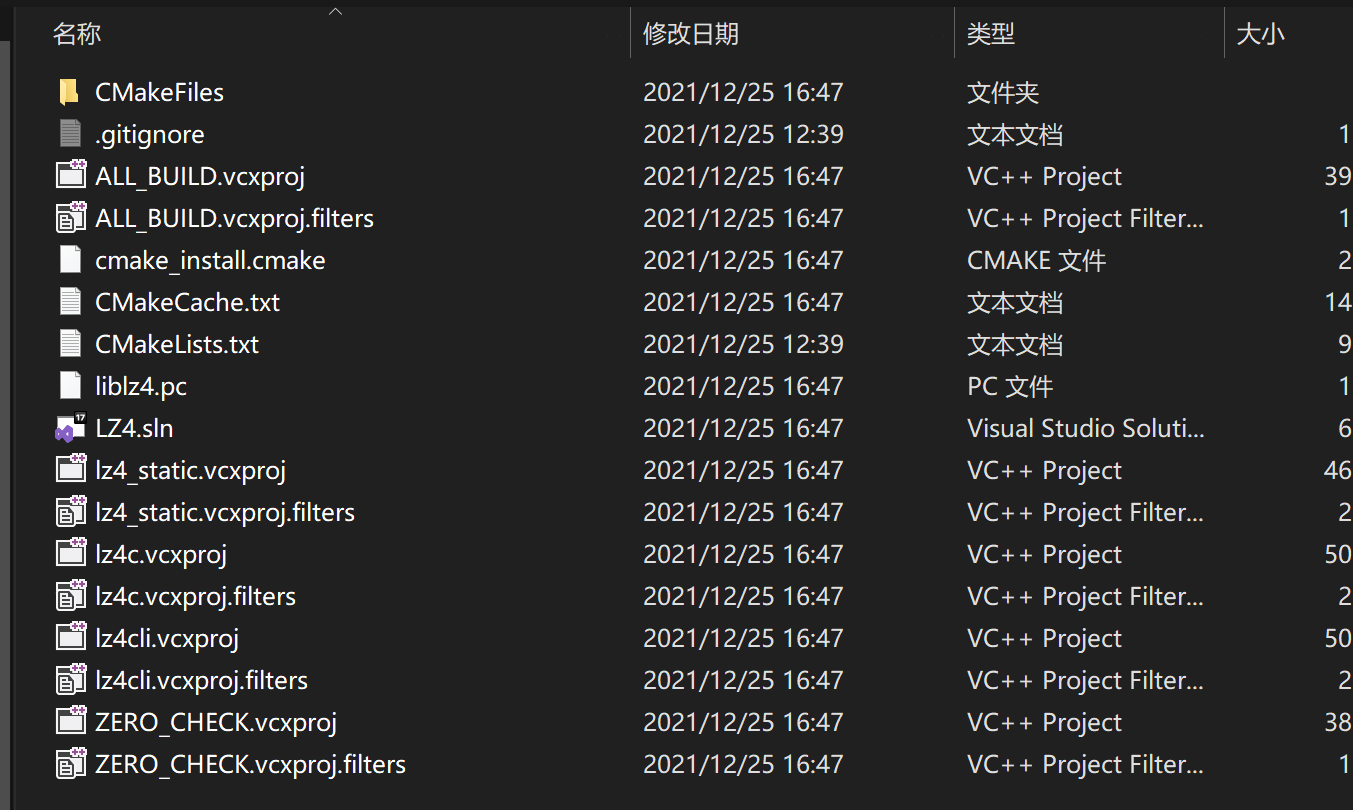 名称 修改日期 类型 大小
CMakeFiles 2021/12/25 16:47 文件夹
.gitignore 2021/12/25 12:39 文本文档 1
ALL_BUILD.vcxproj 2021/12/25 16:47 VC++ Project 39
ALL_BUILD.vcxproj.filters 2021/12/25 16:47 VC++ Project Filter... 1
cmake_install.cmake 2021/12/25 16:47 CMAKE 文件 2
CMakeCache.txt 2021/12/25 16:47 文本文档 14
CMakeLists.txt 2021/12/25 12:39 文本文档 9
liblz4.pc 2021/12/25 16:47 PC 文件 1
17
LZ4.sln 2021/12/25 16:47 Visual Studio Soluti... 6
lz4_static.vcxproj 2021/12/25 16:47 VC++ Project 46
lz4_static.vcxproj.filters 2021/12/25 16:47 VC++ Project Filter... 2
lz4c.vcxproj 2021/12/25 16:47 VC++ Project 50
lz4c.vcxproj.filters 2021/12/25 16:47 VC++ Project Filter... 2
lz4cli.vcxproj 2021/12/25 16:47 VC++ Project 50
lz4cli.vcxproj.filters 2021/12/25 16:47 VC++ Project Filter... 2
ZERO_CHECK.vcxproj 2021/12/25 16:47 VC++ Project 38
ZERO_CHECK.vcxproj.filters 2021/12/25 16:47 VC++ Project Filter... 1